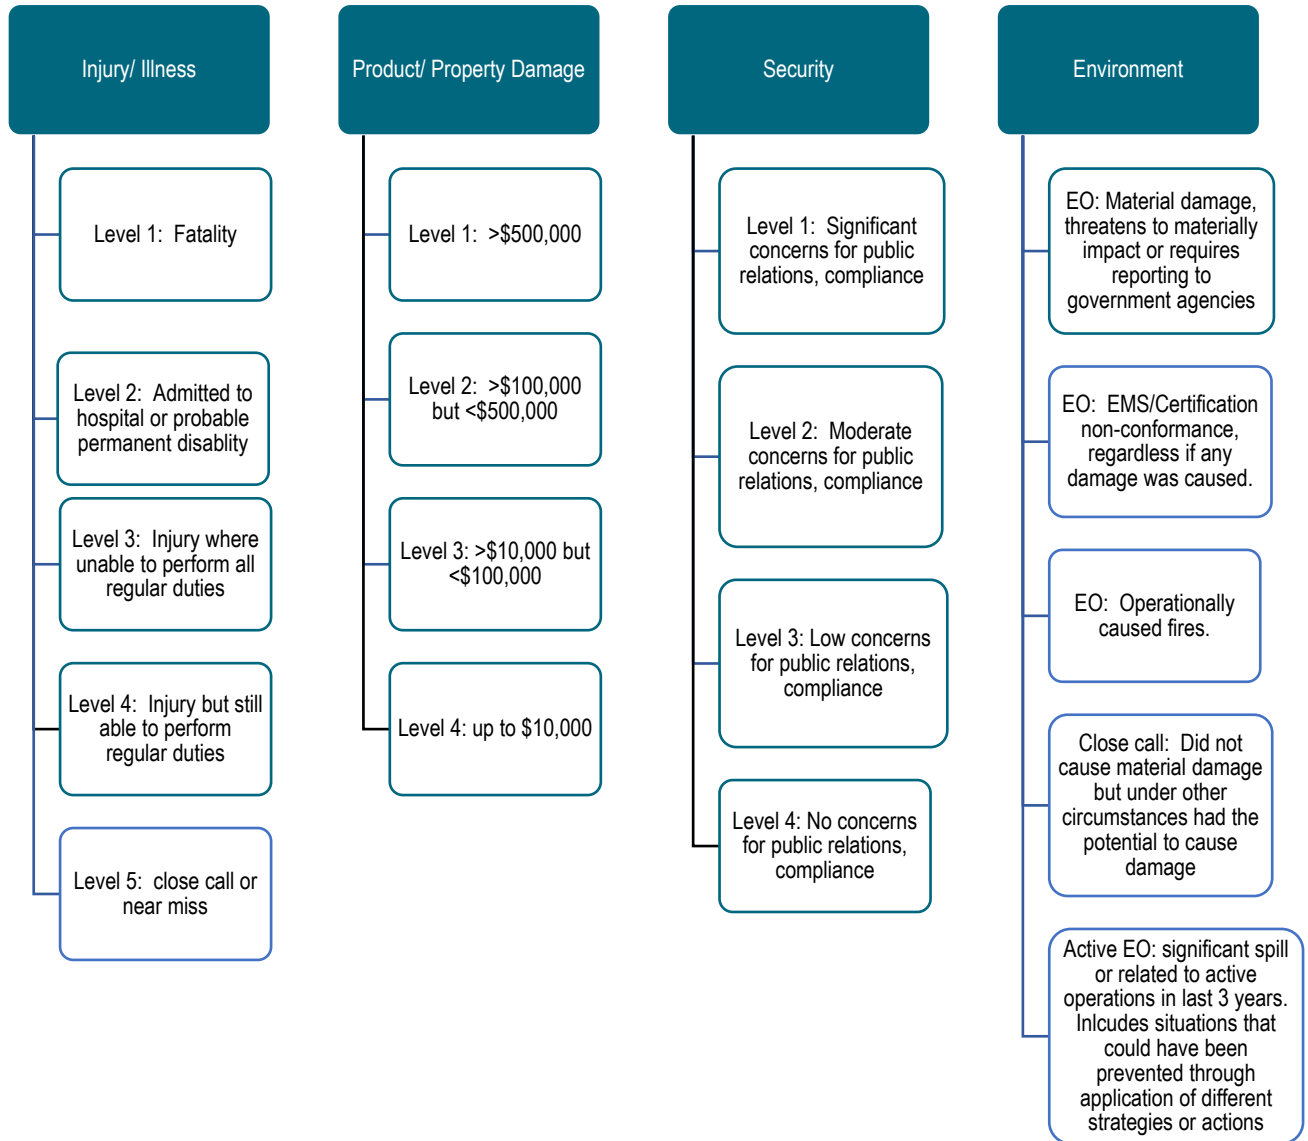 Injury/ Illness
Level 1:  Fatality
Level 2:  Admitted to
hospital or probable
permanent disablity
Level 3:  Injury where
unable to perform all
regular duties
Level 4:  Injury but still
able to perform
regular duties
Level 5:  close call or
near miss
Product/ Property Damage
Level 1:  >$500,000
Level 2:  >$100,000
but <$500,000
Level 3: >$10,000 but
<$100,000
Level 4: up to $10,000
Security
Level 1:  Significant
concerns for public
relations, compliance
Level 2:  Moderate
concerns for public
relations, compliance
Level 3: Low concerns
for public relations,
compliance
Level 4: No concerns
for public relations,
compliance
Environment
EO: Material damage,
threatens to materially
impact or requires
reporting to
government agencies
EO:  EMS/Certification
non-conformance,
regardless if any
damage was caused.
EO:  Operationally
caused fires.
Close call:  Did not
cause material damage
but under other
circumstances had the
potential to cause
damage
Active EO: significant spill
or related to active
operations in last 3 years.
Inlcudes situations that
could have been
prevented through
application of different
strategies or actions